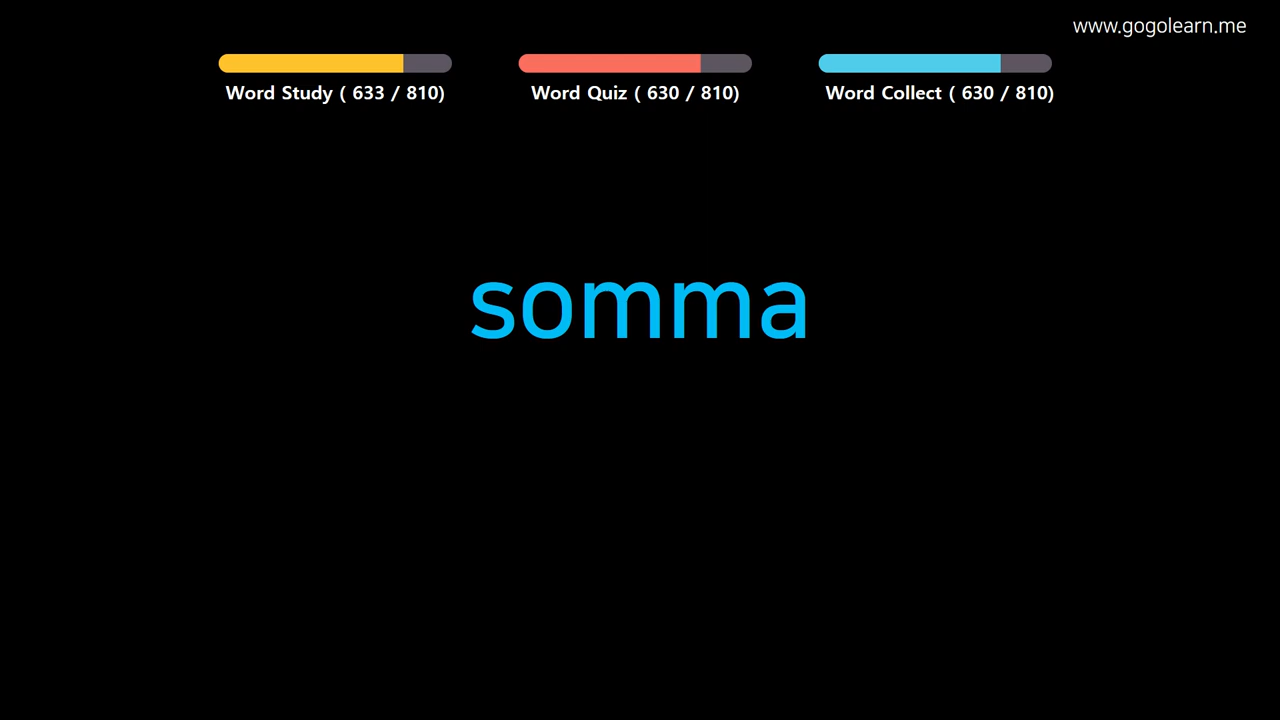 www.gogolearn.me
Word Study ( 633 / 810)
Word Quiz ( 630 / 810)
Word Collect ( 630 / 810)
somma